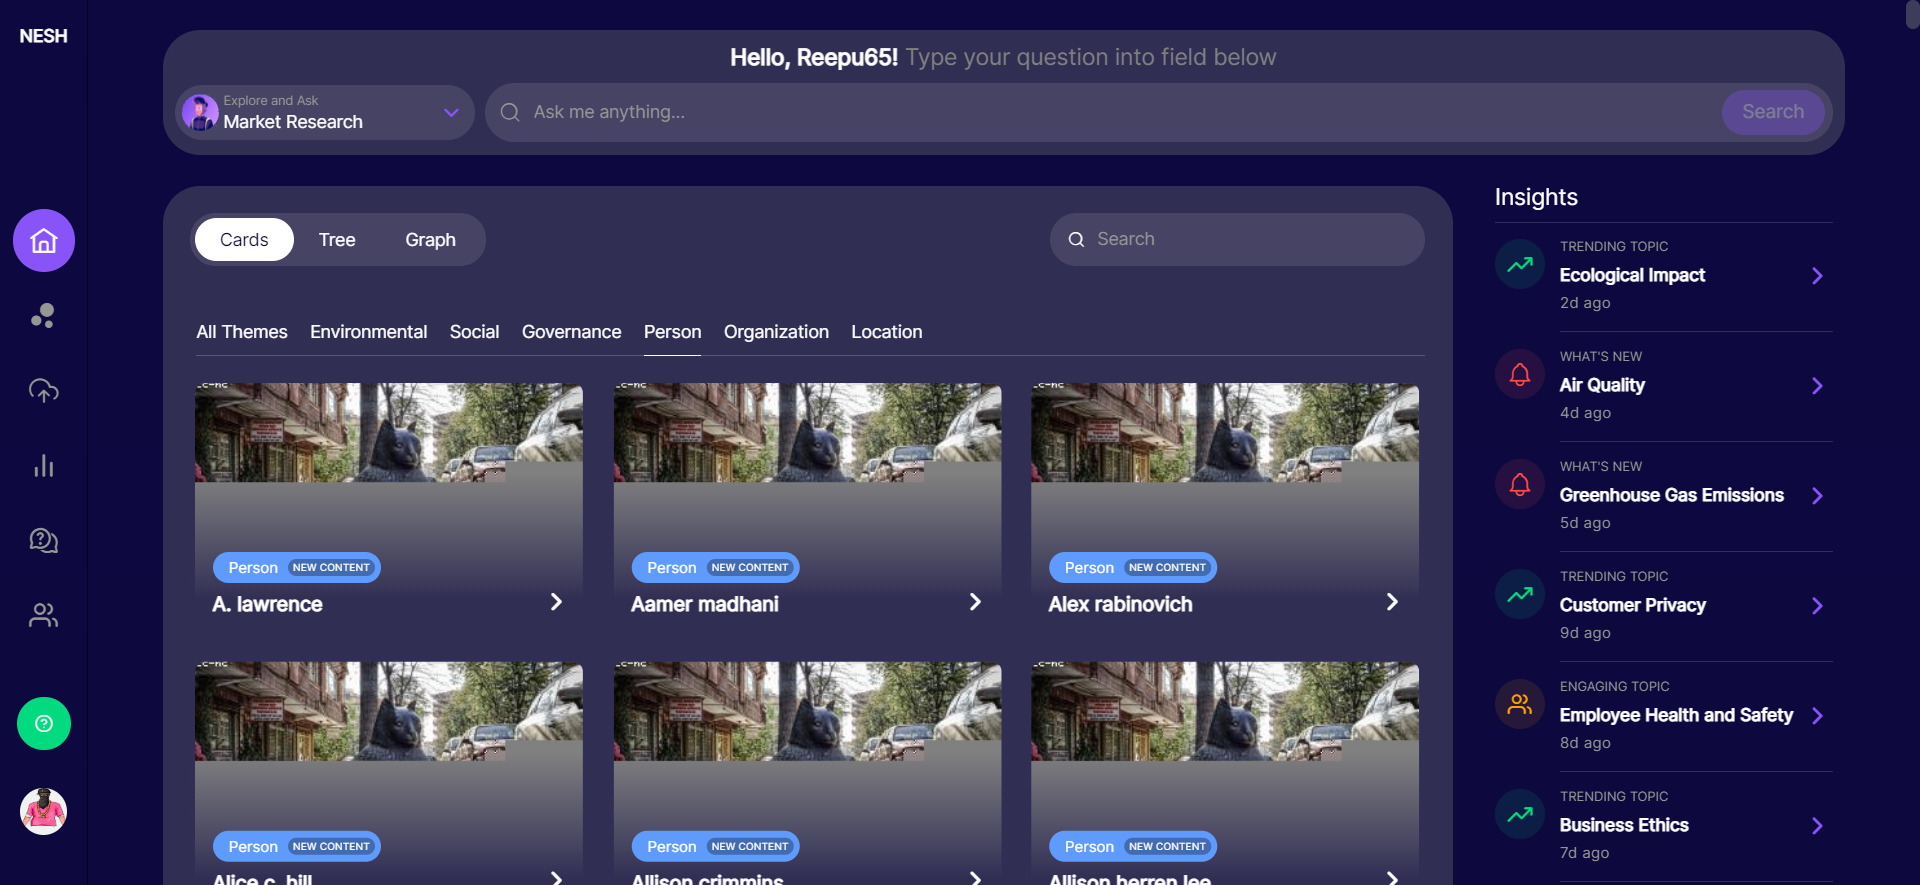 NESH
Hello, Reepu65! Type your question into field below
Explore and Ask
Market Research
Ask me anything...
Search
Cards
Tree
Graph
Search
All Themes
Environmental
Social
Governance
Person
Organization
Location
Person NEW CONTENT
A. lawrence
Person NEW CONTENT
Aamer madhani
Person NEW CONTENT
Alex rabinovich
Person NEW CONTENT
Alice c. hill
Person NEW CONTENT
Allison crimmins
Person NEW CONTENT
Allison herren lee
Insights
TRENDING TOPIC
Ecological Impact
2d ago
WHAT'S NEW
Air Quality
4d ago
WHAT'S NEW
Greenhouse Gas Emissions
5d ago
TRENDING TOPIC
Customer Privacy
9d ago
ENGAGING TOPIC
Employee Health and Safety
8d ago
TRENDING TOPIC
Business Ethics
7d ago